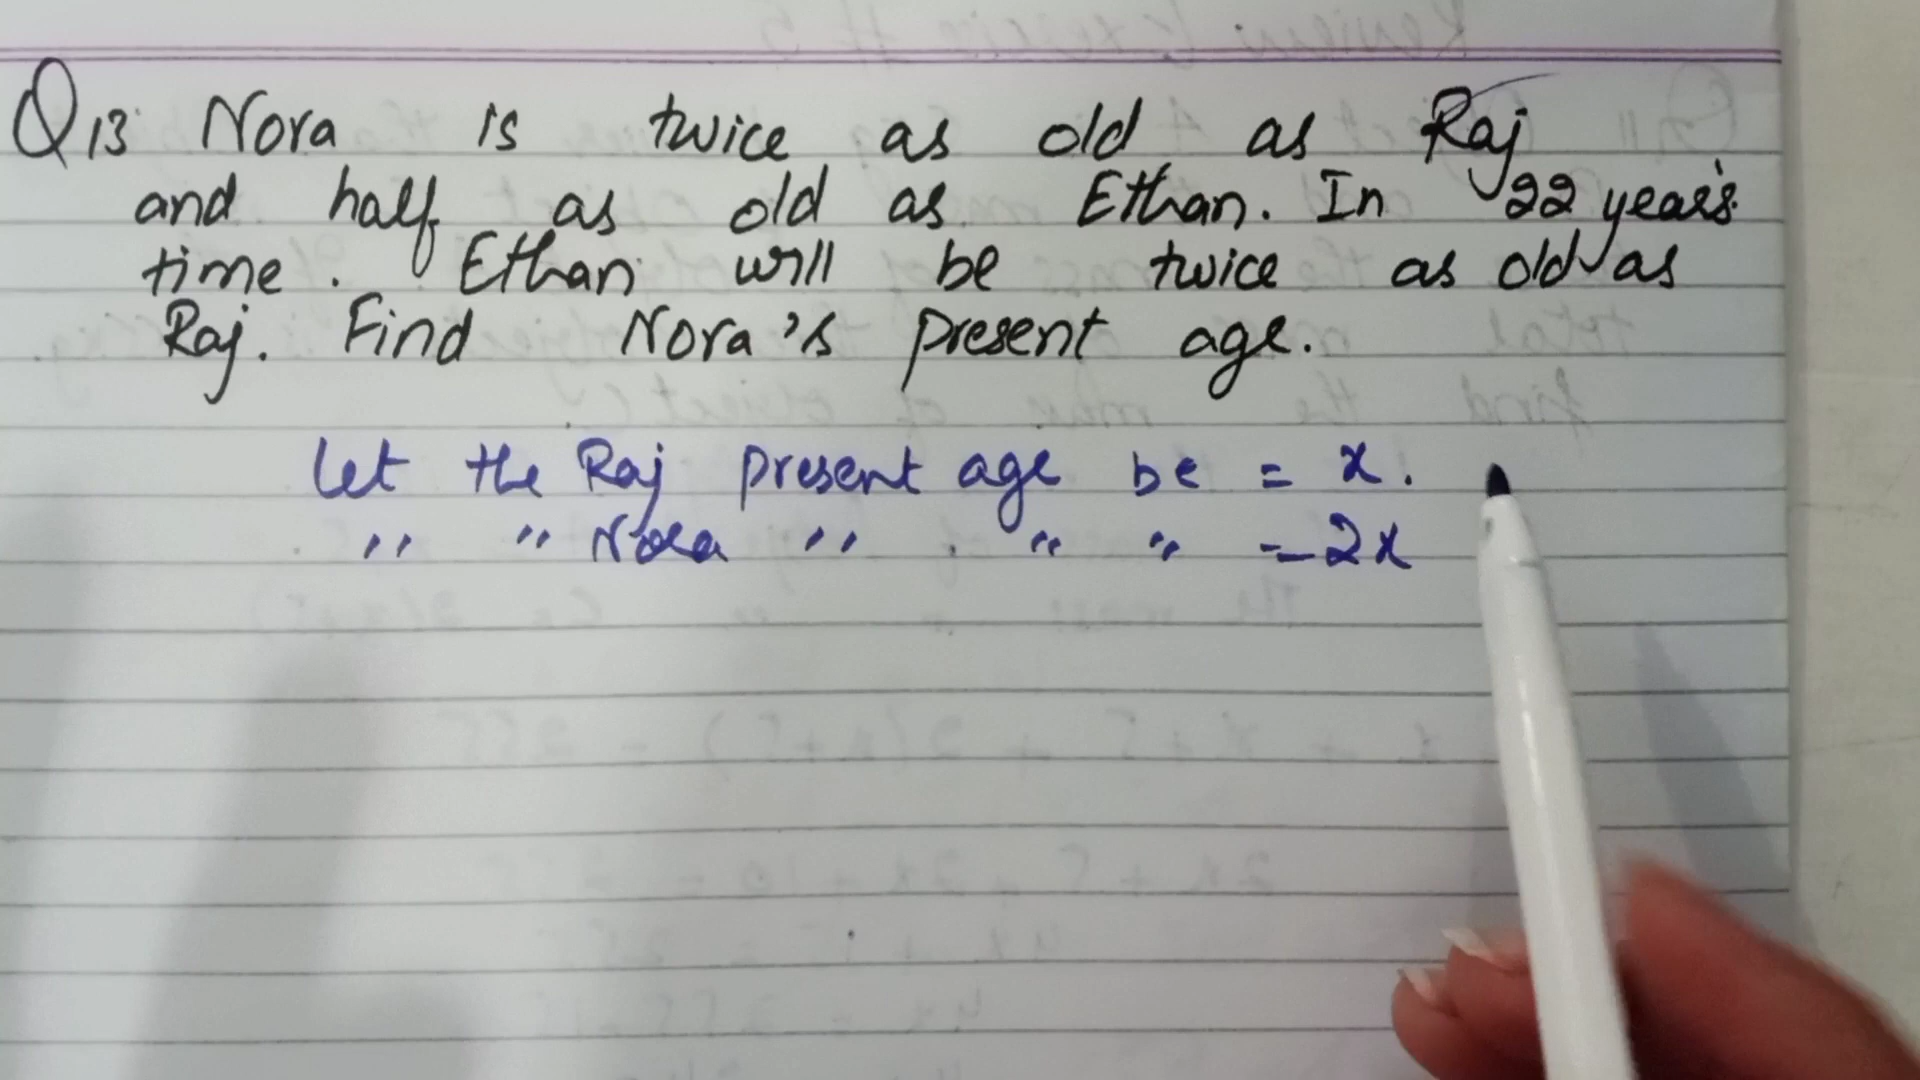 Q13 Nora is twice as old as Raj
and half as old as Ethan. In 22 year's
time. Ethan will be twice as old as
Raj. Find Nora's present age.
Let the Raj present age be = x.
" " Nora " " " = 2x